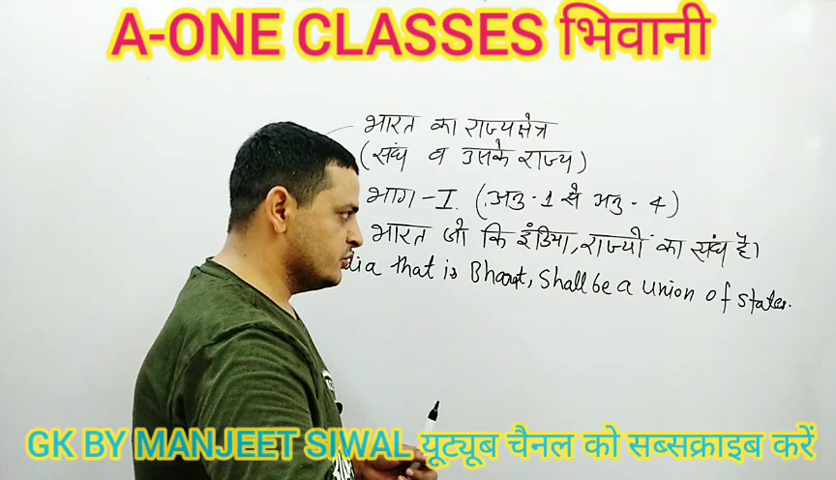 A-ONE CLASSES भिवानी
भारत का राज्यक्षेत्र
(संघ व उसके राज्य)
भाग - I. (अनु. 1 से अनु. 4)
भारत जो कि इंडिया, राज्यों का संघ है।
that is Bharat, Shall be a union of states.
GK BY MANJEET SIWAL यूट्यूब चैनल को सब्सक्राइब करें